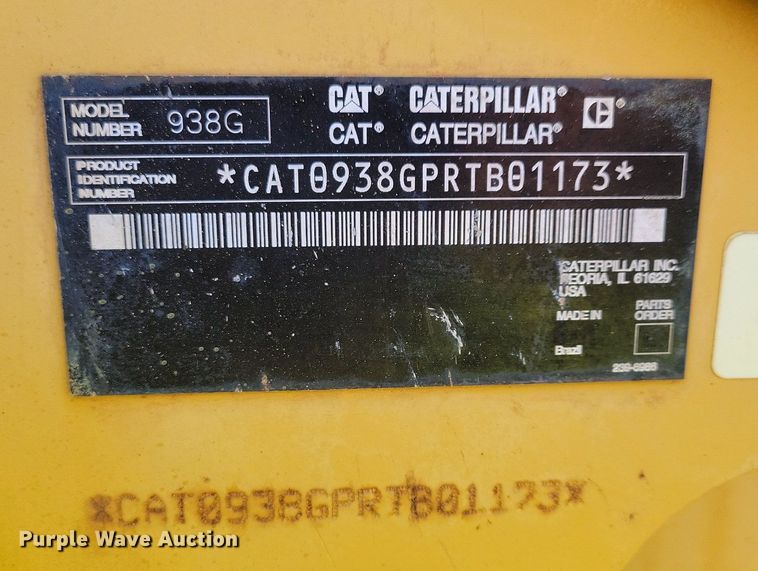 MODEL NUMBER 938G
CAT® CATERPILLAR®
CAT® CATERPILLAR®
C ®
PRODUCT IDENTIFICATION NUMBER *CAT0938GPRTB01173*
CATERPILLAR INC.
PEORIA, IL 61629
USA
MADE IN
Brazil
PARTS ORDER
*CAT0938GPRTB01173*
Purple Wave Auction